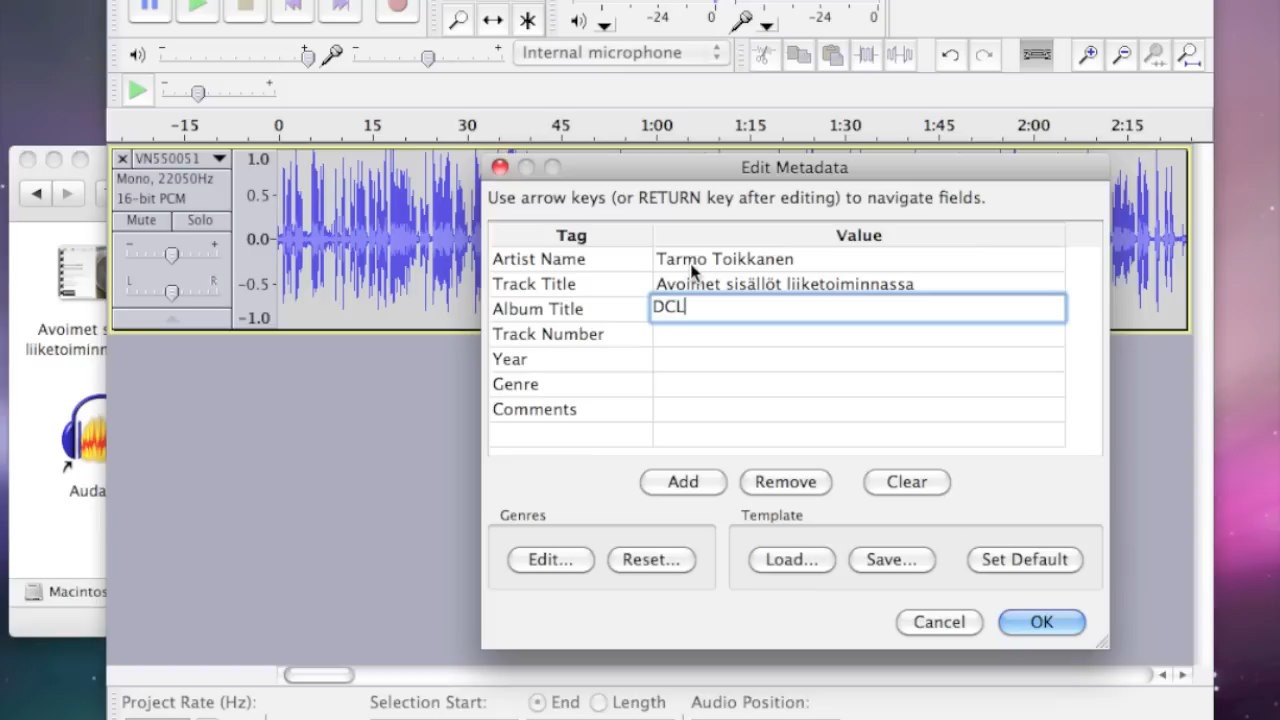 -24 0 -24 0
Internal microphone
-15 0 15 30 45 1:00 1:15 1:30 1:45 2:00 2:15
VN550051
Mono, 22050Hz
16-bit PCM
Mute Solo
- +
L R
1.0
0.5
0.0
-0.5
-1.0
Edit Metadata
Use arrow keys (or RETURN key after editing) to navigate fields.
Tag Value
Artist Name Tarmo Toikkanen
Track Title Avoimet sisällöt liiketoiminnassa
Album Title DCL
Track Number
Year
Genre
Comments
Add Remove Clear
Genres Template
Edit... Reset... Load... Save... Set Default
Cancel OK
Avoimet s
liiketoiminn
Auda
Macintos
Project Rate (Hz): Selection Start: End Length Audio Position: